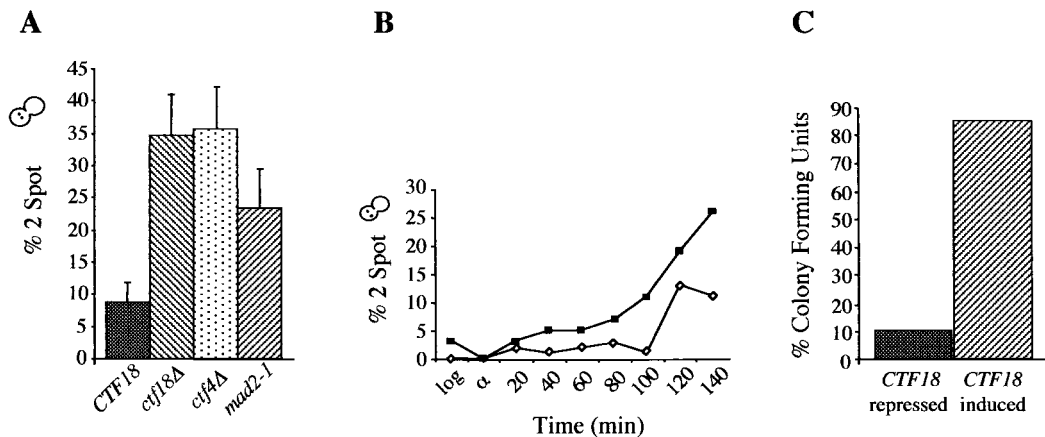 A
% 2 Spot
45
40
35
30
25
20
15
10
5
0
CTF18
ctf18Δ
ctf4Δ
mad2-1
B
% 2 Spot
30
25
20
15
10
5
0
log
α
20
40
60
80
100
120
140
Time (min)
C
% Colony Forming Units
90
80
70
60
50
80
30
20
10
0
CTF18 repressed
CTF18 induced